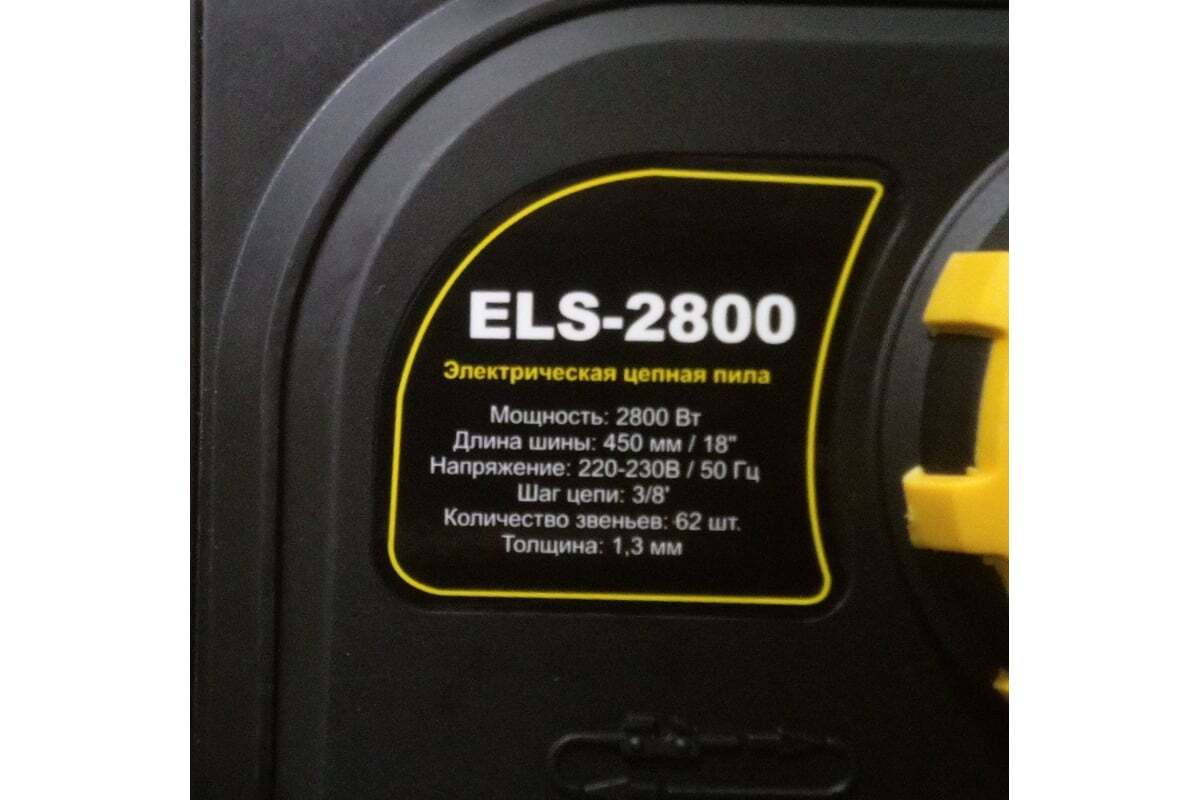 ELS-2800
Электрическая цепная пила
Мощность: 2800 Вт
Длина шины: 450 мм / 18"
Напряжение: 220-230В / 50 Гц
Шаг цепи: 3/8'
Количество звеньев: 62 шт.
Толщина: 1,3 мм